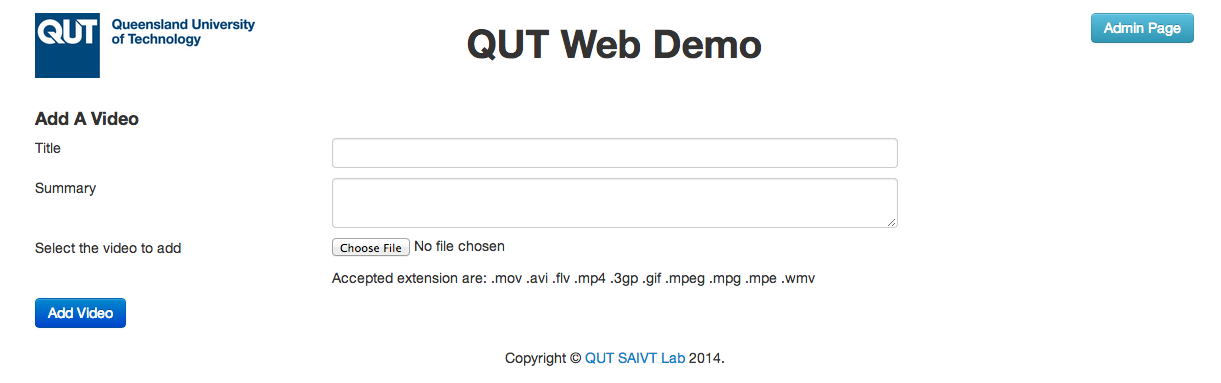 QUT
Queensland University
of Technology
QUT Web Demo
Admin Page
Add A Video
Title
Summary
Select the video to add
Choose File No file chosen
Accepted extension are: .mov .avi .flv .mp4 .3gp .gif .mpeg .mpg .mpe .wmv
Add Video
Copyright © QUT SAIVT Lab 2014.